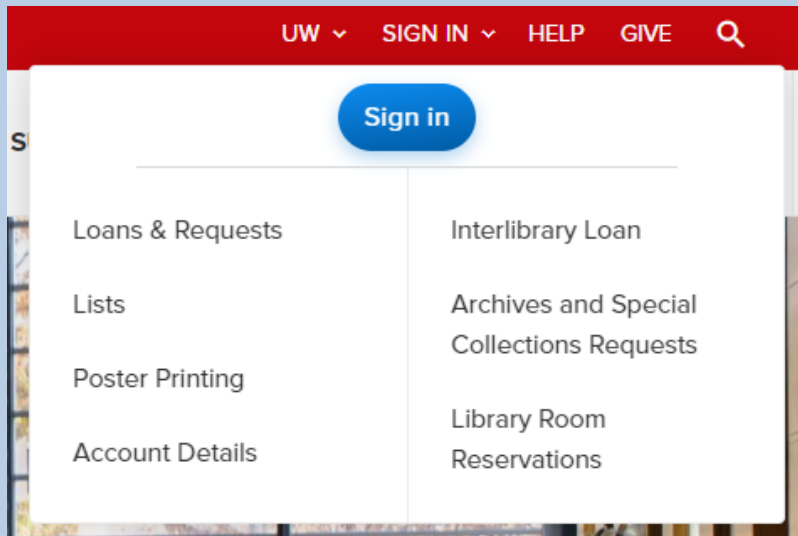 UW SIGN IN HELP GIVE
Sign in
Loans & Requests
Lists
Poster Printing
Account Details
Interlibrary Loan
Archives and Special
Collections Requests
Library Room
Reservations